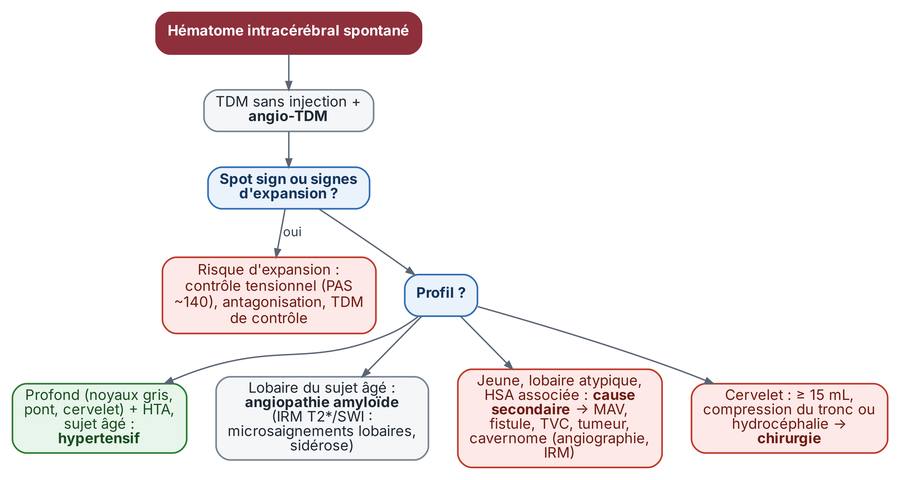 Hématome intracérébral spontané
TDM sans injection +
angio-TDM
Spot sign ou signes
d'expansion ?
oui
Risque d'expansion :
contrôle tensionnel (PAS
~140), antagonisation, TDM
de contrôle
Profil ?
Profond (noyaux gris,
pont, cervelet) + HTA,
sujet âgé :
hypertensif
Lobaire du sujet âgé :
angiopathie amyloïde
(IRM T2*/SWI :
microsaignements lobaires,
sidérose)
Jeune, lobaire atypique,
HSA associée : cause
secondaire → MAV,
fistule, TVC, tumeur,
cavernome (angiographie,
IRM)
Cervelet : ≥ 15 mL,
compression du tronc ou
hydrocéphalie →
chirurgie